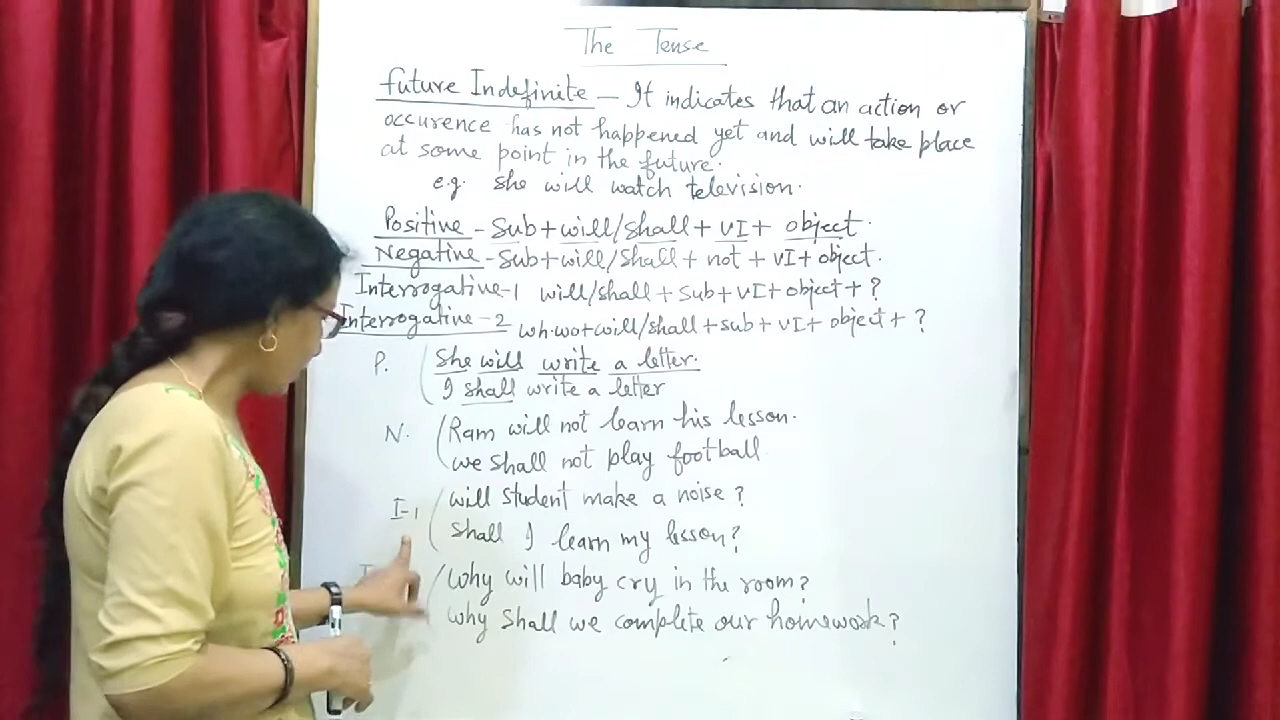 The Tense
future Indefinite - It indicates that an action or
occurence has not happened yet and will take place
at some point in the future.
e.g. she will watch television.
Positive - Sub + will/shall + VI + object.
Negative - Sub + will/shall + not + VI + object.
Interrogative-1 will/shall + sub + VI + object + ?
Interrogative-2 wh.wo + will/shall + sub + VI + object + ?
P. (She will write a letter.
I shall write a letter
N. (Ram will not learn his lesson.
we shall not play football
I-1 (will student make a noise ?
shall I learn my lesson?
(why will baby cry in the room?
why shall we complete our homework?